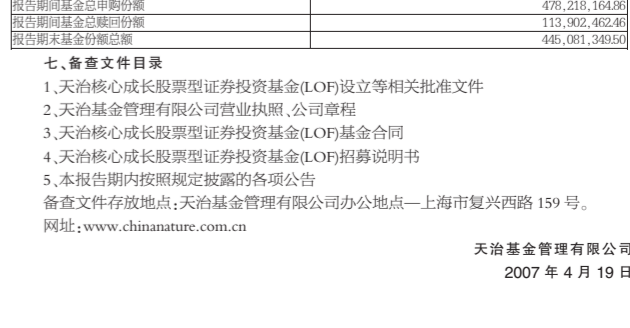 报告期间基金总申购份额 478,218,164.86
报告期间基金总赎回份额 113,902,462.46
报告期末基金份额总额 445,081,349.50
七、备查文件目录
1、天治核心成长股票型证券投资基金(LOF)设立等相关批准文件
2、天治基金管理有限公司营业执照、公司章程
3、天治核心成长股票型证券投资基金(LOF)基金合同
4、天治核心成长股票型证券投资基金(LOF)招募说明书
5、本报告期内按照规定披露的各项公告
备查文件存放地点:天治基金管理有限公司办公地点—上海市复兴西路 159 号。
网址:www.chinanature.com.cn
天治基金管理有限公司
2007 年 4 月 19 日